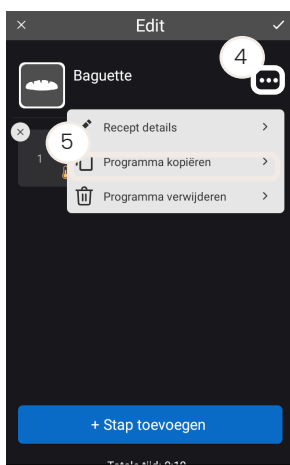 Edit
4
Baguette
5
Recept details
1
Programma kopiëren
Programma verwijderen
+ Stap toevoegen